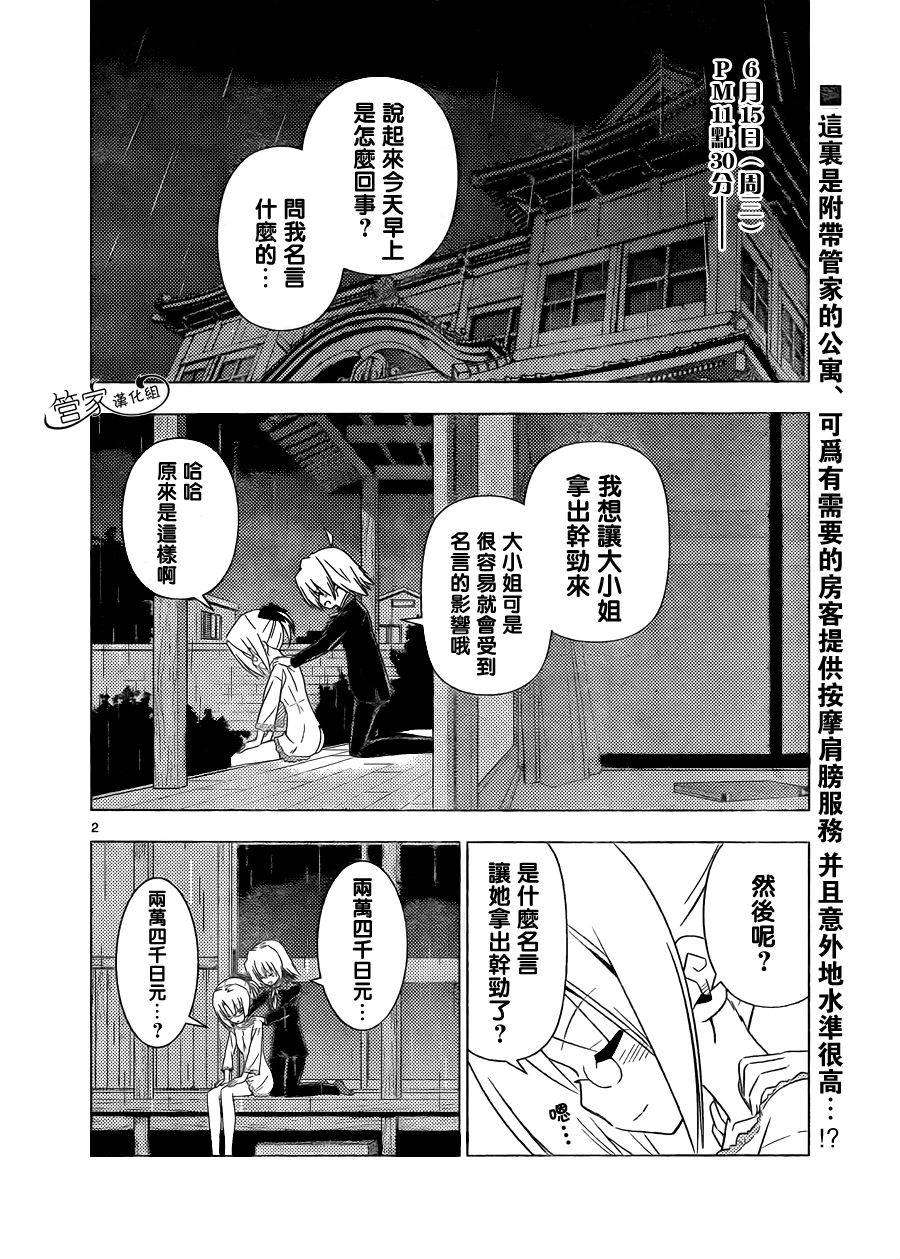 ■這裏是附帶管家的公寓、可爲有需要的房客提供按摩肩膀服務 并且意外地水準很高…!?
6月15日(周三)
PM11點30分——
說起來今天早上
是怎麼回事?
問我名言
什麼的…
管家漢化組
我想讓大小姐
拿出幹勁來
大小姐可是
很容易就會受到
名言的影響哦
哈哈
原來是這樣啊
2
然後呢?
是什麼名言
讓她拿出幹勁了?
嗯…
兩萬四千日元…
兩萬四千日元…?